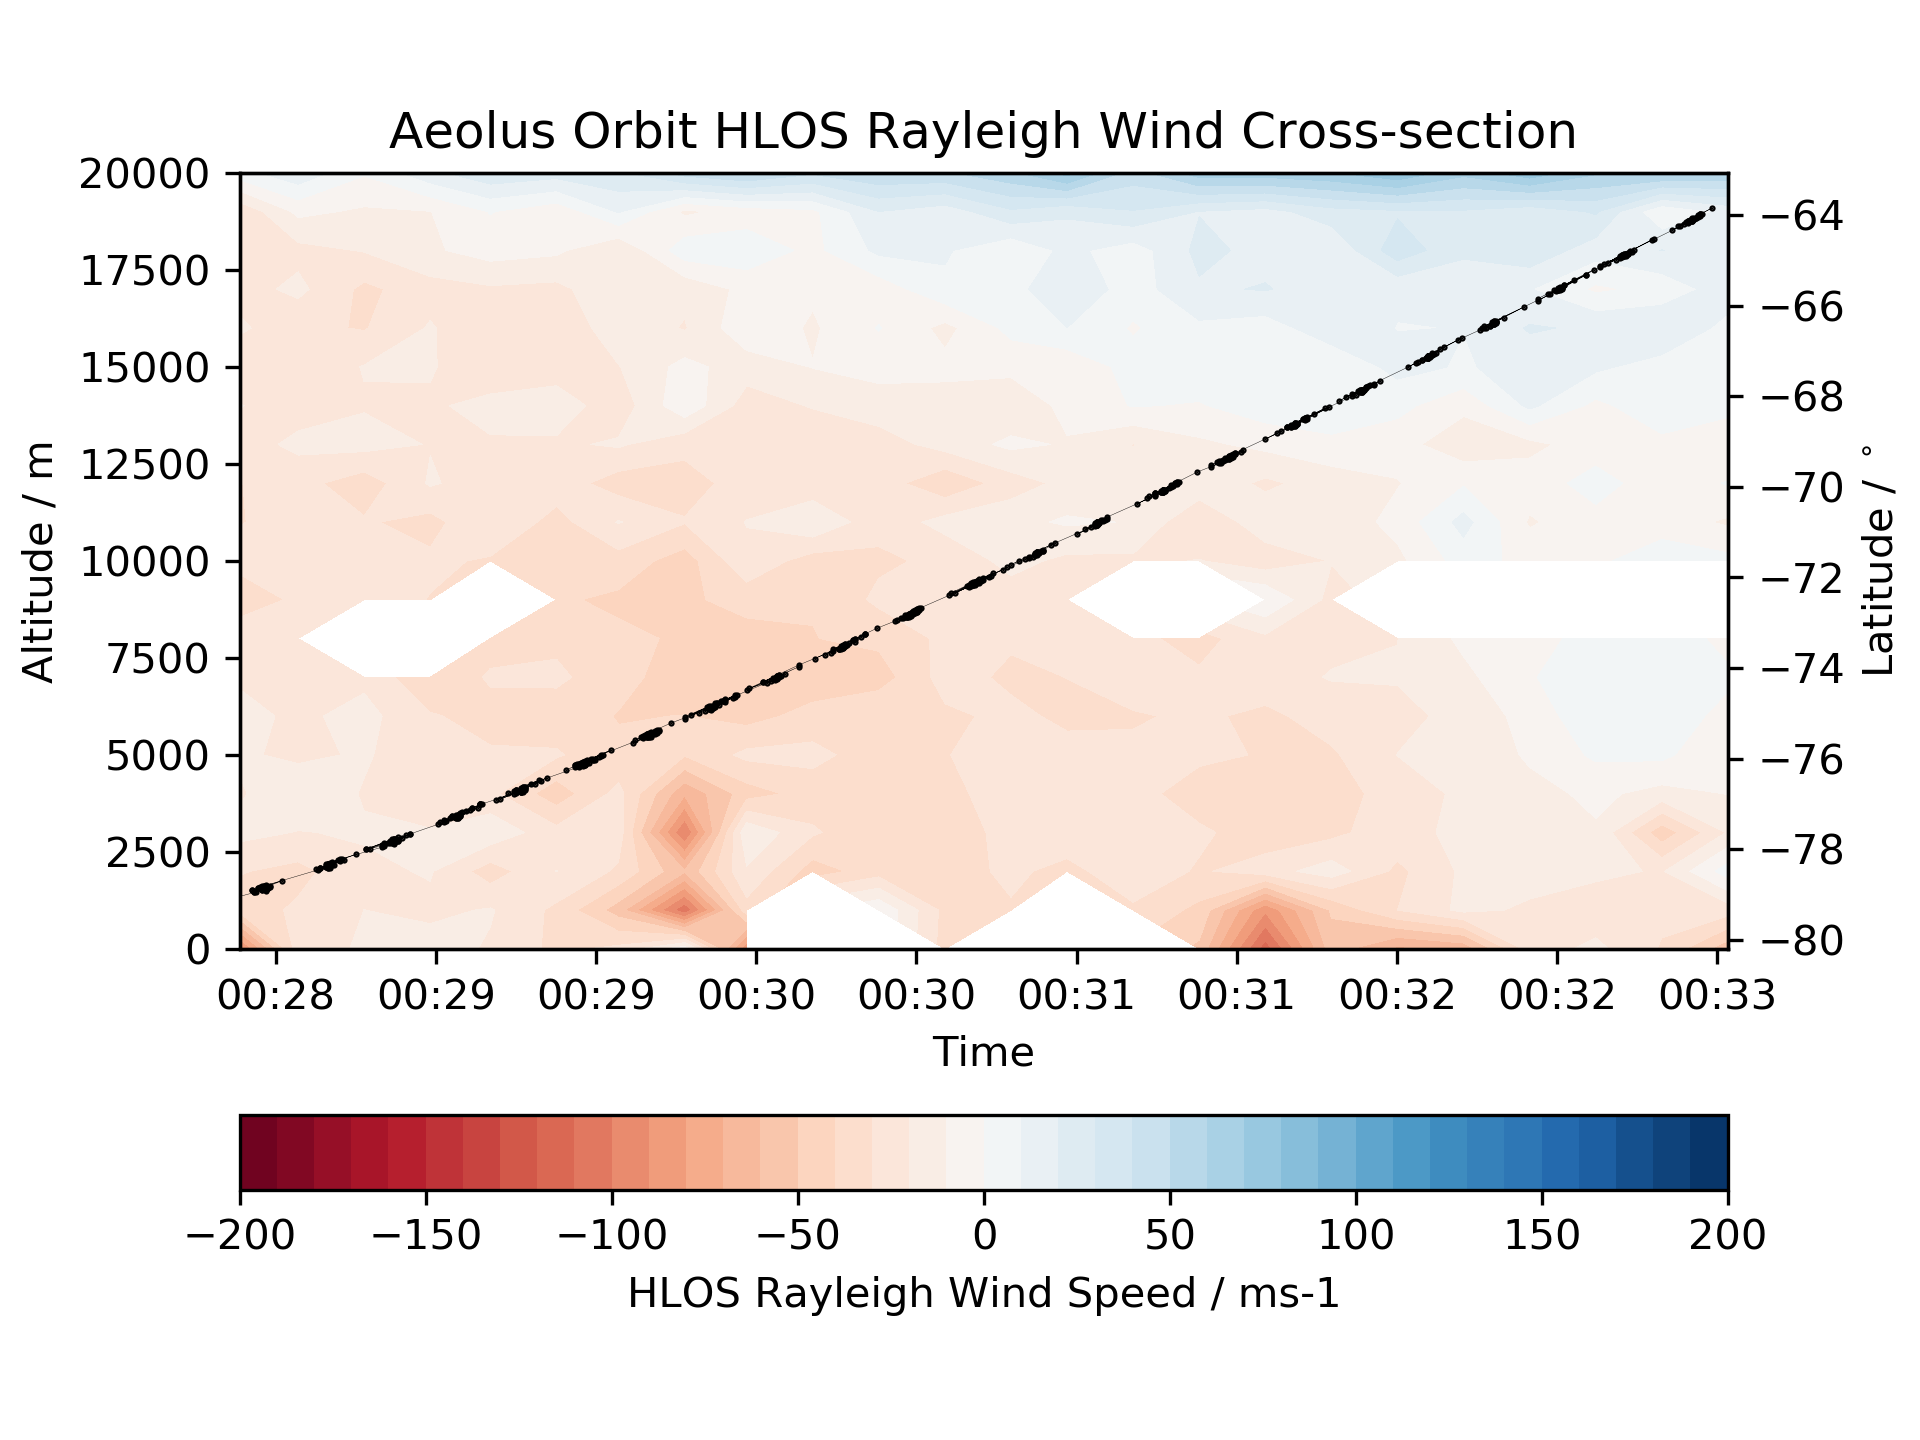 Aeolus Orbit HLOS Rayleigh Wind Cross-section
20000
17500
15000
12500
10000
7500
5000
2500
0
Altitude / m
−64
−66
−68
−70
−72
−74
−76
−78
−80
Latitude / °
00:28 00:29 00:29 00:30 00:30 00:31 00:31 00:32 00:32 00:33
Time
−200 −150 −100 −50 0 50 100 150 200
HLOS Rayleigh Wind Speed / ms-1